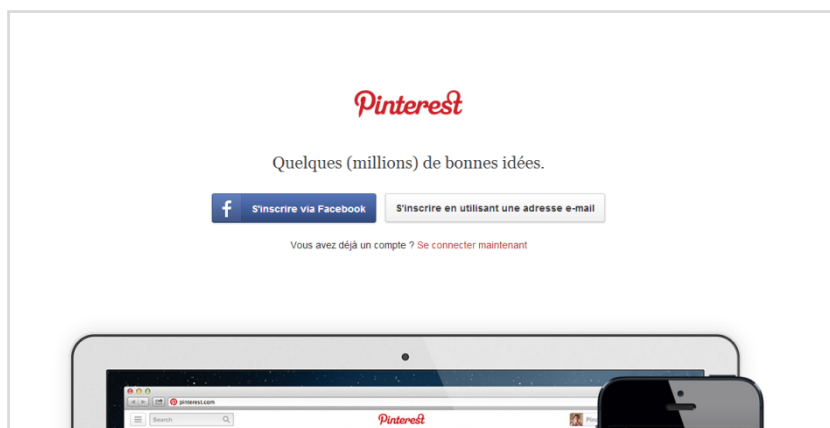 Pinterest
Quelques (millions) de bonnes idées.
f S'inscrire via Facebook S'inscrire en utilisant une adresse e-mail
Vous avez déjà un compte ? Se connecter maintenant
pinterest.com
Search Pinterest